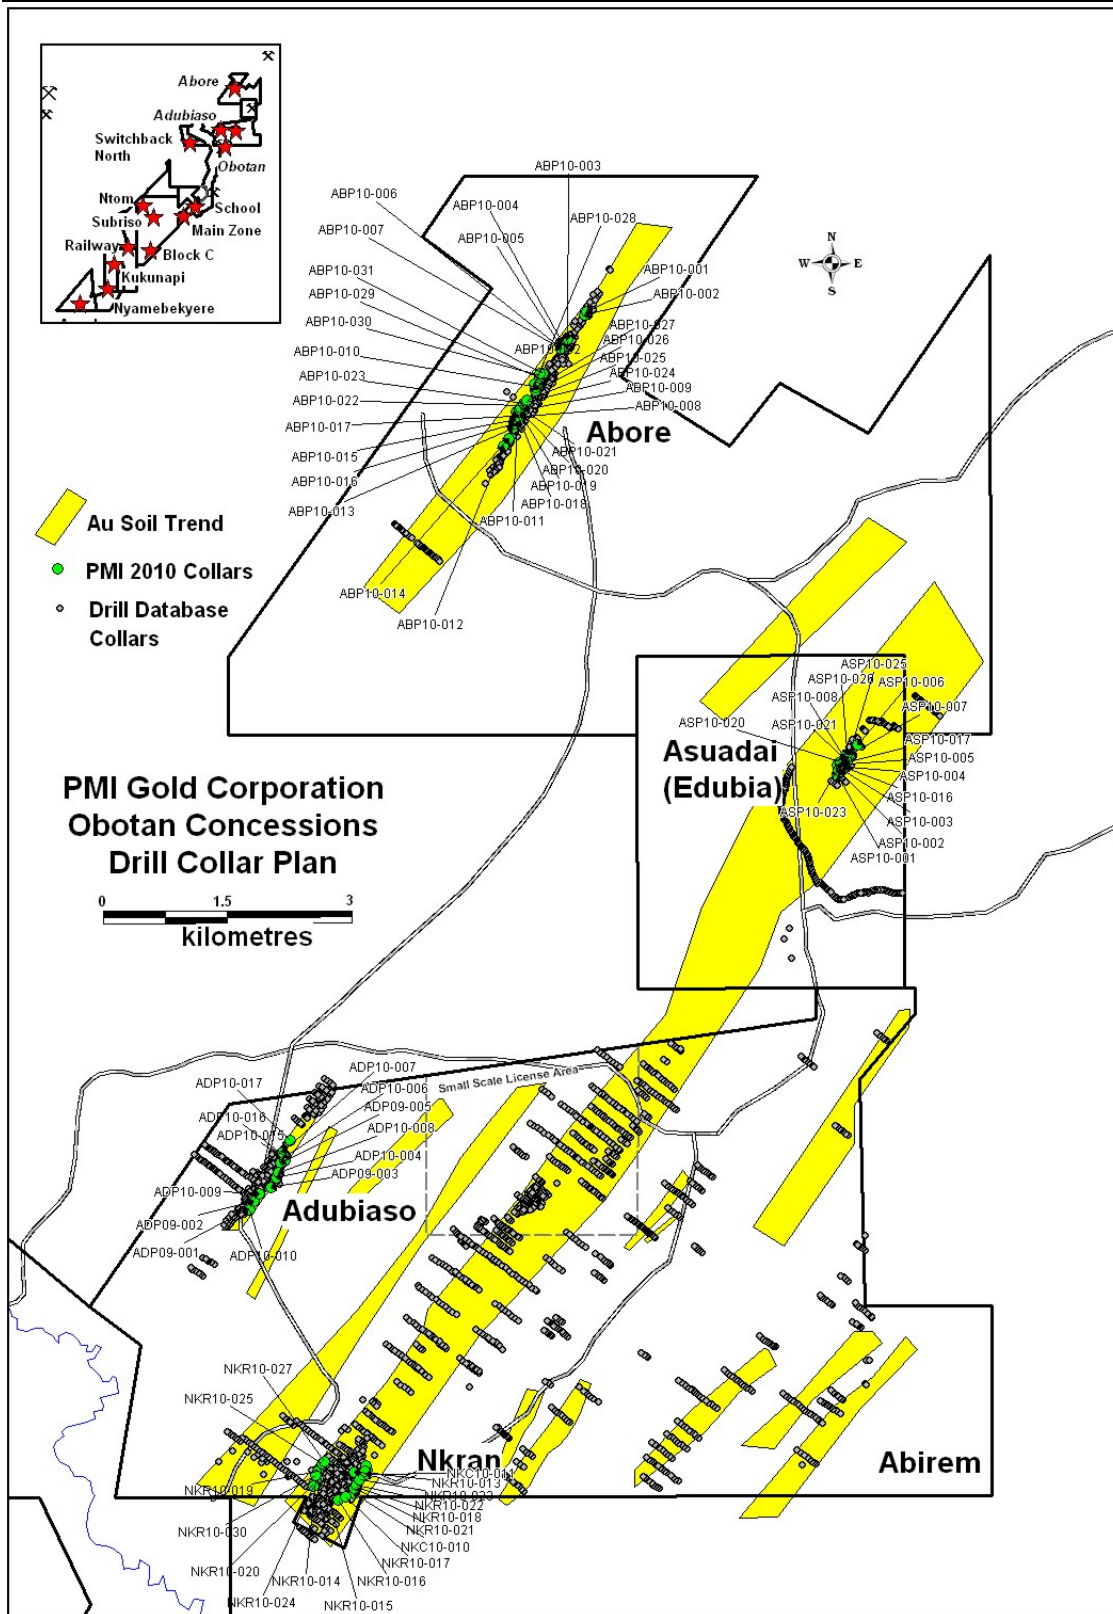 Abore
Adubiaso
Switchback
North
Obotan
Ntom
School
Subriso
Main Zone
Railway
Block C
Kukunapi
Nyamebekyere
N
W
E
S
ABP10-003
ABP10-006
ABP10-004
ABP10-028
ABP10-007
ABP10-005
ABP10-031
ABP10-001
ABP10-029
ABP10-002
ABP10-030
ABP10-027
ABP10-026
ABP10-010
ABP10-025
ABP10-023
ABP10-024
ABP10-009
ABP10-022
ABP10-008
ABP10-017
Abore
ABP10-015
ABP10-021
ABP10-016
ABP10-020
ABP10-019
ABP10-013
ABP10-018
ABP10-011
ABP10-014
ABP10-012
Au Soil Trend
PMI 2010 Collars
Drill Database
Collars
ASP10-025
ASP10-026
ASP10-006
ASP10-008
ASP10-007
ASP10-020
ASP10-021
ASP10-017
Asuadai
(Edubia)
ASP10-005
ASP10-004
ASP10-016
ASP10-023
ASP10-003
ASP10-002
ASP10-001
PMI Gold Corporation
Obotan Concessions
Drill Collar Plan
0 1.5 3
kilometres
ADP10-007
ADP10-017
Small Scale License Area
ADP10-006
ADP09-005
ADP10-016
ADP10-008
ADP10-015
ADP10-004
ADP09-003
ADP10-009
Adubiaso
ADP09-002
ADP09-001
ADP10-010
NKR10-027
NKR10-025
Nkran
Abirem
NKC10-011
NKR10-013
NKR10-019
NKR10-022
NKR10-018
NKR10-030
NKR10-021
NKC10-010
NKR10-017
NKR10-020
NKR10-014
NKR10-016
NKR10-024
NKR10-015